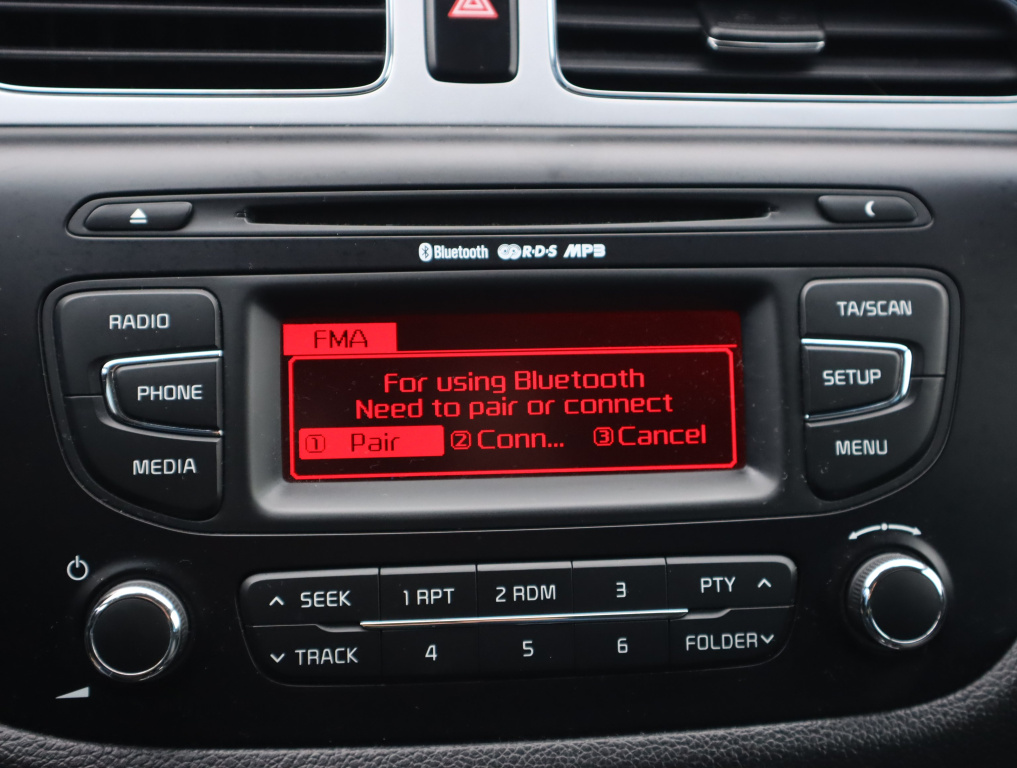 Bluetooth R·D·S MP3
RADIO
PHONE
MEDIA
FMA
For using Bluetooth
Need to pair or connect
1 Pair 2 Conn... 3 Cancel
TA/SCAN
SETUP
MENU
SEEK 1 RPT 2 RDM 3 PTY
TRACK 4 5 6 FOLDER